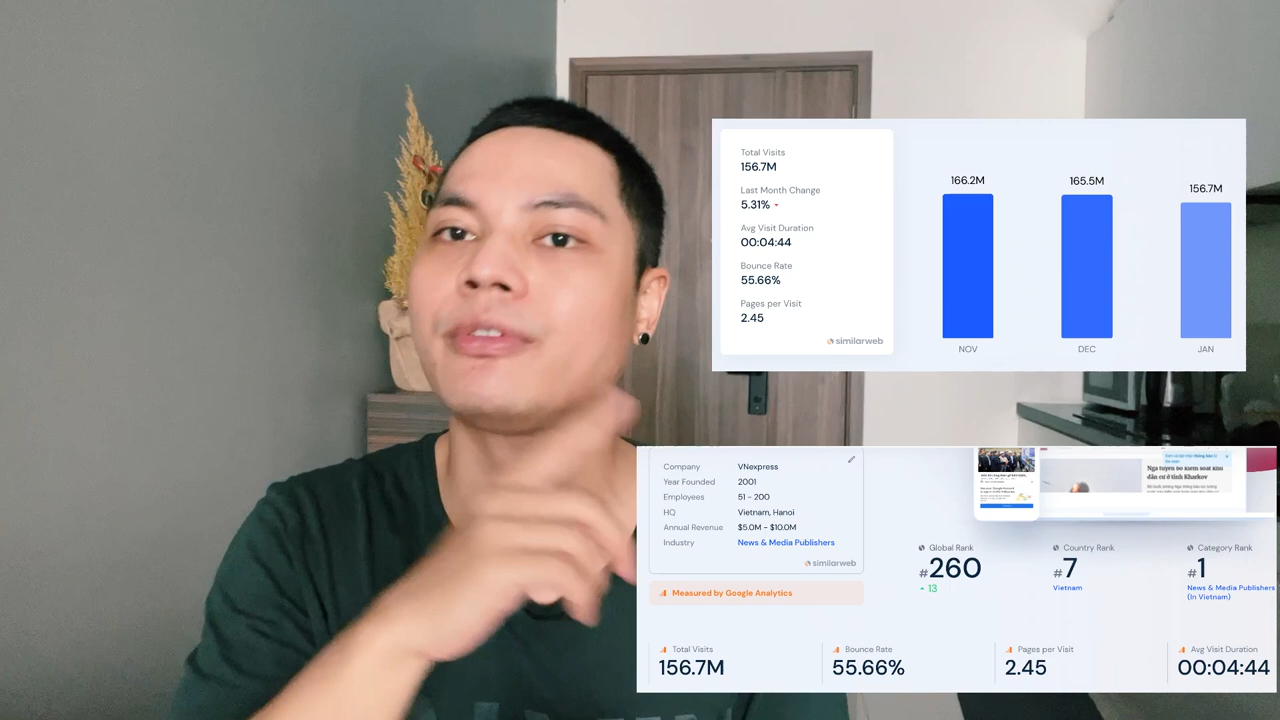 Total Visits
156.7M
Last Month Change
5.31%
Avg Visit Duration
00:04:44
Bounce Rate
55.66%
Pages per Visit
2.45
similarweb
166.2M
165.5M
156.7M
NOV
DEC
JAN
Company VNexpress
Year Founded 2001
Employees 51 - 200
HQ Vietnam, Hanoi
Annual Revenue $5.0M - $10.0M
Industry News & Media Publishers
similarweb
Measured by Google Analytics
Nga tuyên bố kiểm soát khu
dân cư ở tỉnh Kharkov
Global Rank
#260
13
Country Rank
#7
Vietnam
Category Rank
#1
News & Media Publishers
(In Vietnam)
Total Visits
156.7M
Bounce Rate
55.66%
Pages per Visit
2.45
Avg Visit Duration
00:04:44